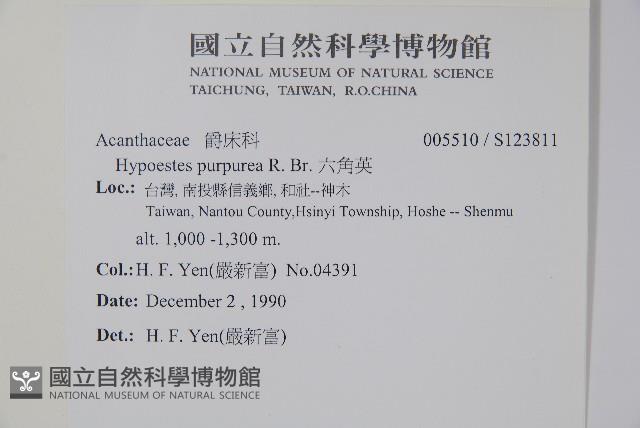 國立自然科學博物館
NATIONAL MUSEUM OF NATURAL SCIENCE
TAICHUNG, TAIWAN, R.O.CHINA
Acanthaceae 爵床科 005510 / S123811
Hypoestes purpurea R. Br. 六角英
Loc.: 台灣, 南投縣信義鄉, 和社--神木
Taiwan, Nantou County,Hsinyi Township, Hoshe -- Shenmu
alt. 1,000 -1,300 m.
Col.: H. F. Yen(嚴新富) No.04391
Date: December 2 , 1990
Det.: H. F. Yen(嚴新富)
國立自然科學博物館
NATIONAL MUSEUM OF NATURAL SCIENCE